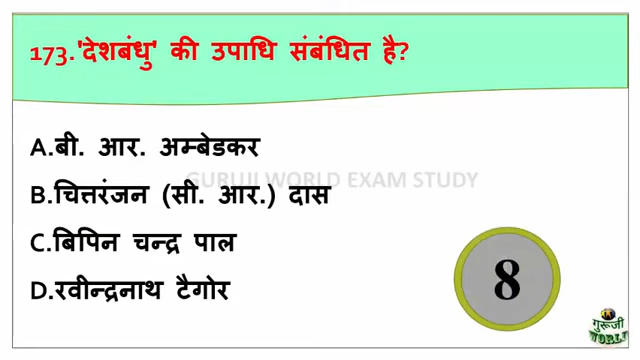 173.'देशबंधु' की उपाधि संबंधित है?
A.बी. आर. अम्बेडकर
GURUJI WORLD EXAM STUDY
B.चित्तरंजन (सी. आर.) दास
C.बिपिन चन्द्र पाल
D.रवीन्द्रनाथ टैगोर
8
गुरूजी
WORLD